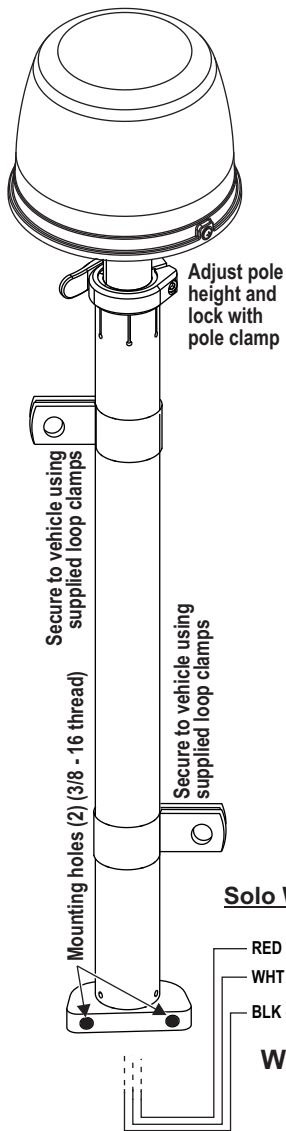 Adjust pole
height and
lock with
pole clamp
Secure to vehicle using
supplied loop clamps
Secure to vehicle using
supplied loop clamps
Mounting holes (2) (3/8 - 16 thread)
Solo W
RED
WHT
BLK
W